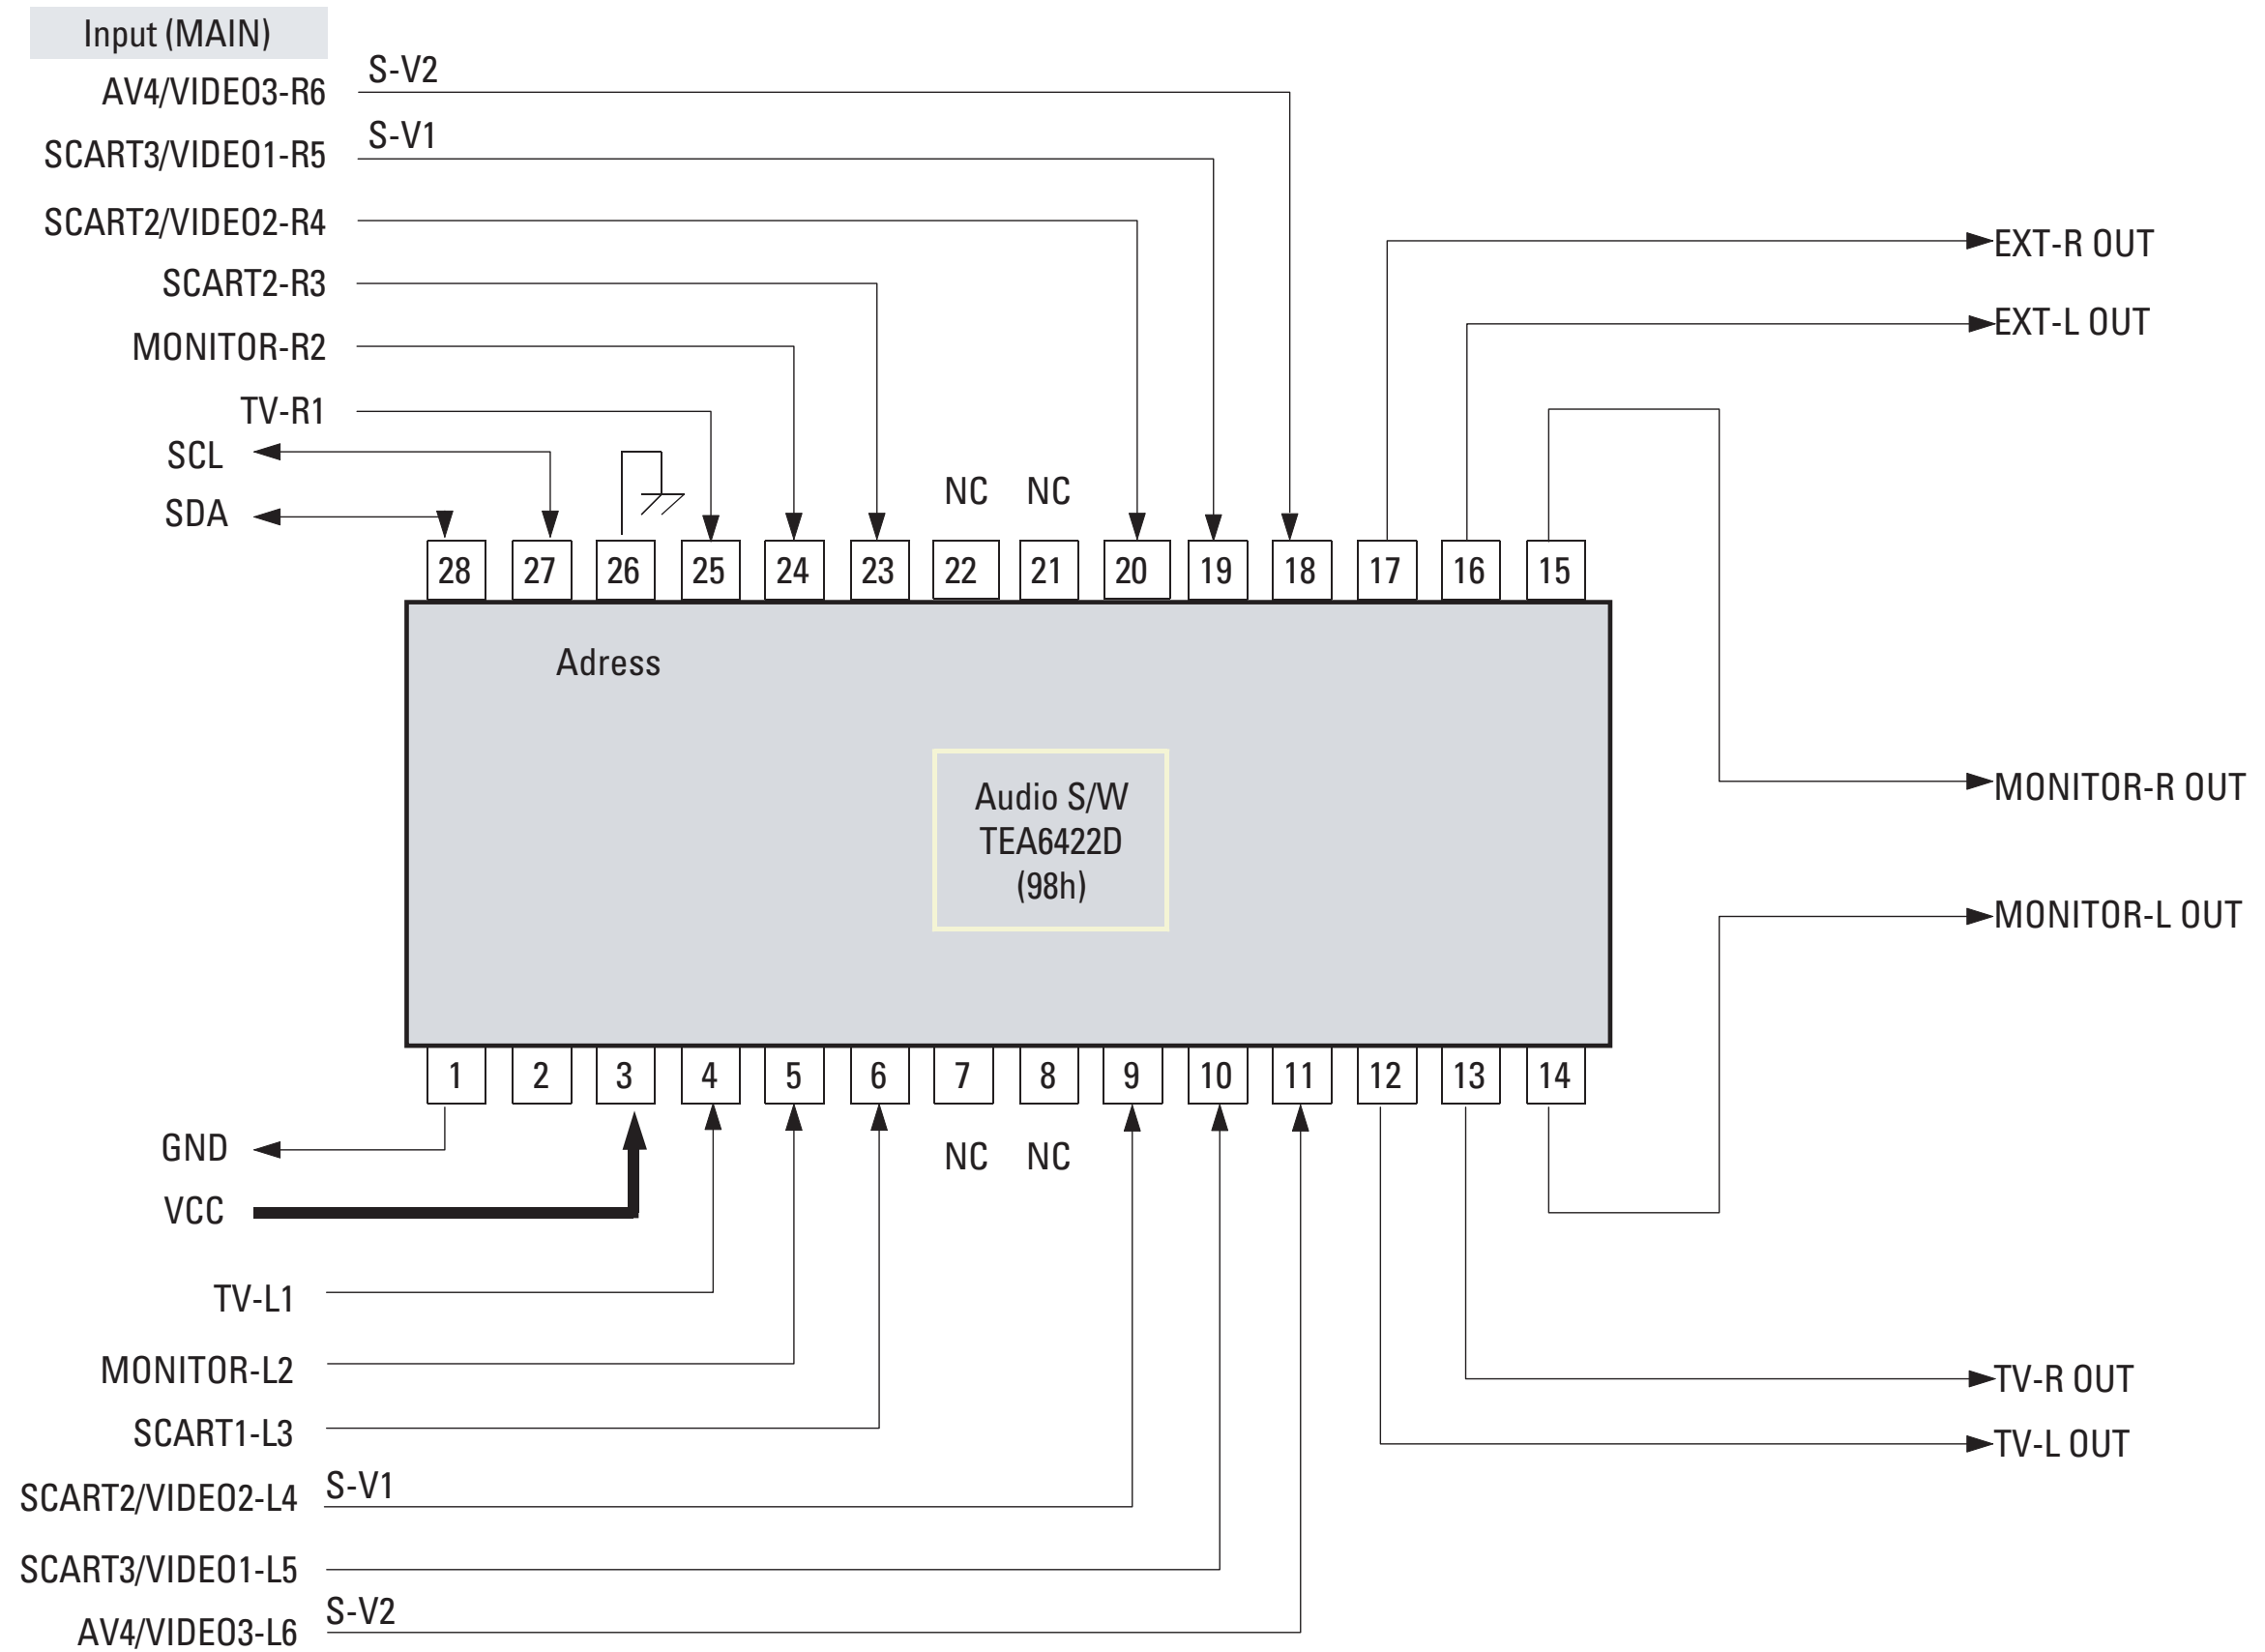 Input (MAIN)
S-V2
AV4/VIDEO3-R6
S-V1
SCART3/VIDEO1-R5
SCART2/VIDEO2-R4
SCART2-R3
MONITOR-R2
TV-R1
SCL
SDA
NC NC
EXT-R OUT
EXT-L OUT
28 27 26 25 24 23 22 21 20 19 18 17 16 15
Adress
Audio S/W
TEA6422D
(98h)
MONITOR-R OUT
MONITOR-L OUT
1 2 3 4 5 6 7 8 9 10 11 12 13 14
GND
NC NC
VCC
TV-L1
MONITOR-L2
SCART1-L3
S-V1
SCART2/VIDEO2-L4
SCART3/VIDEO1-L5
S-V2
AV4/VIDEO3-L6
TV-R OUT
TV-L OUT